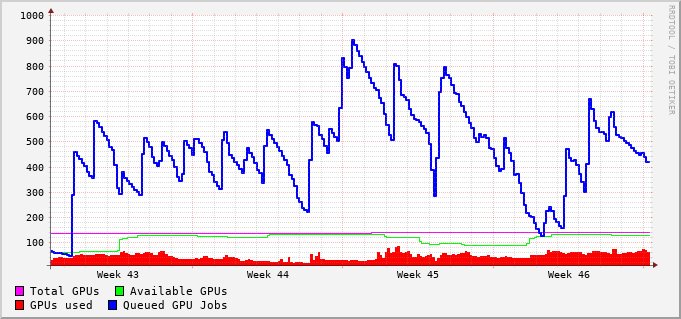 1000
900
800
700
600
500
400
300
200
100
Week 43 Week 44 Week 45 Week 46
Total GPUs Available GPUs
GPUs used Queued GPU Jobs
RRDTOOL / TOBI OETIKER